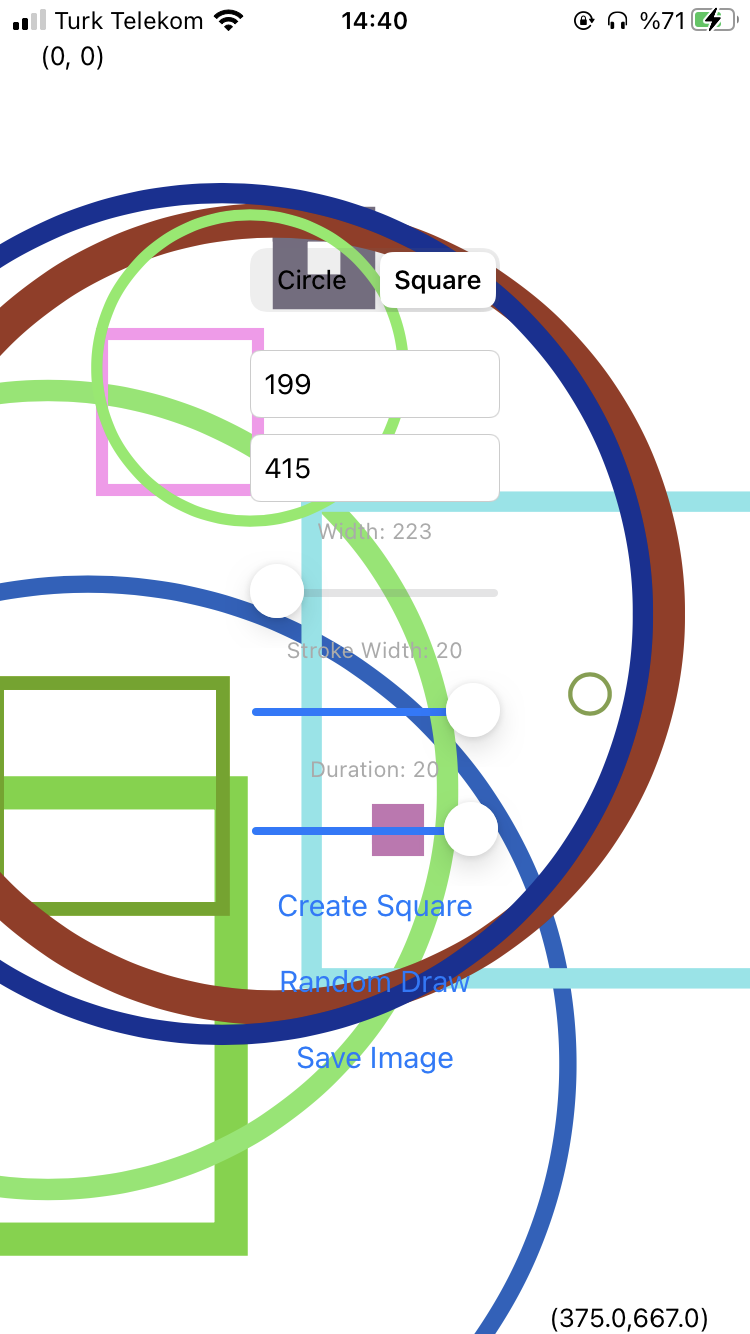 Turk Telekom 14:40 %71
(0, 0)
Circle Square
199
415
Width: 223
Stroke Width: 20
Duration: 20
Create Square
Random Draw
Save Image
(375.0,667.0)